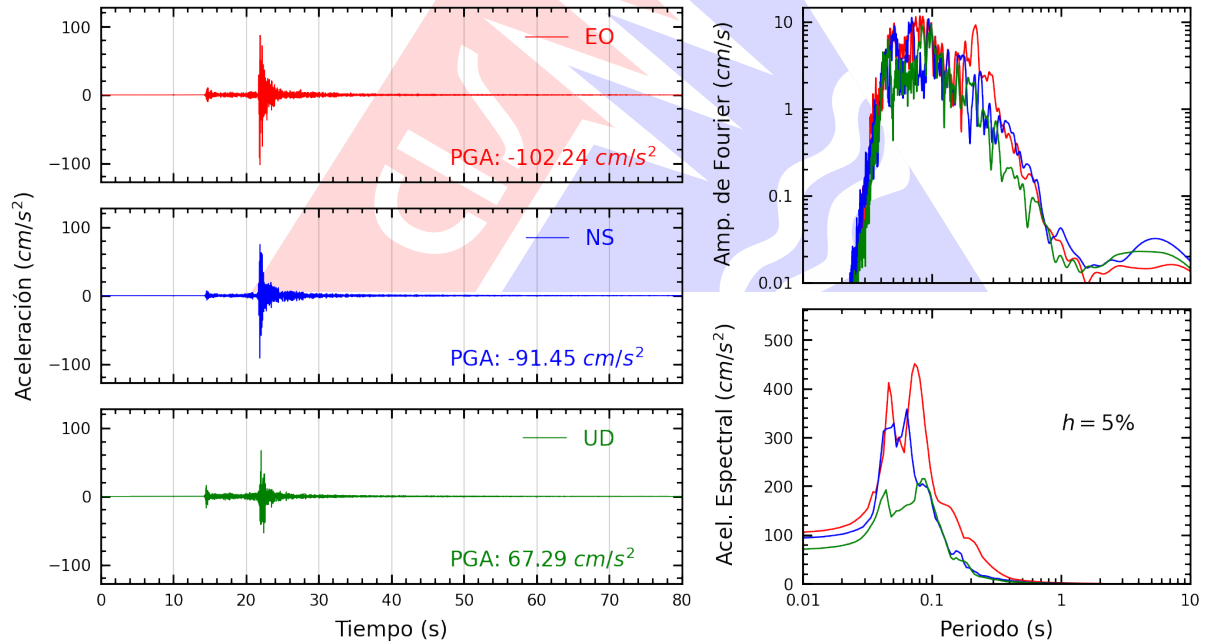 Aceleración (cm/s²)
100
0
−100
EO
PGA: -102.24 cm/s²
100
0
−100
NS
PGA: -91.45 cm/s²
100
0
−100
UD
PGA: 67.29 cm/s²
0 10 20 30 40 50 60 70 80
Tiempo (s)
Amp. de Fourier (cm/s)
10
1
0.1
0.01
Acel. Espectral (cm/s²)
500
400
300
200
100
0
h = 5%
0.01 0.1 1 10
Periodo (s)